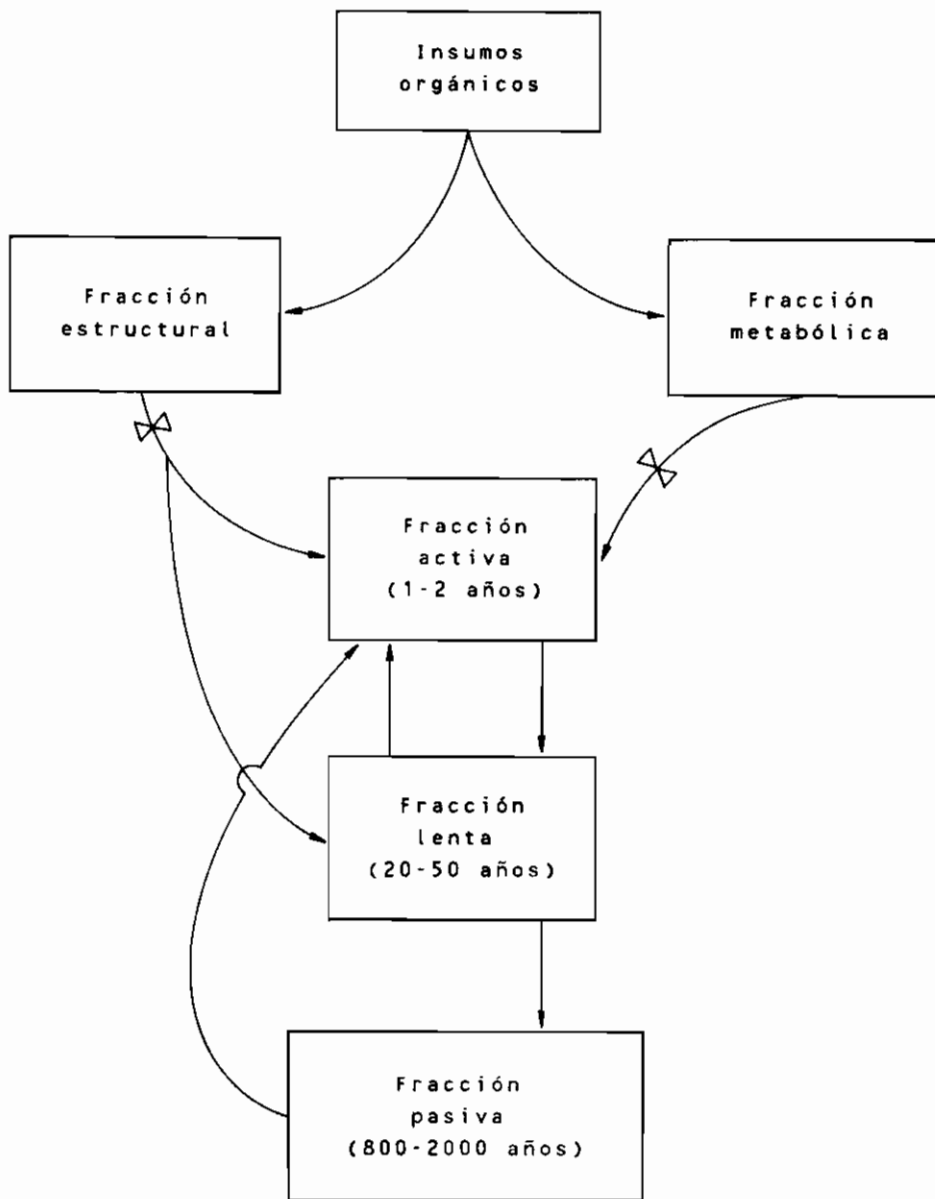 Insumos
orgánicos
Fracción
estructural
Fracción
metabólica
Fracción
activa
(1-2 años)
Fracción
lenta
(20-50 años)
Fracción
pasiva
(800-2000 años)